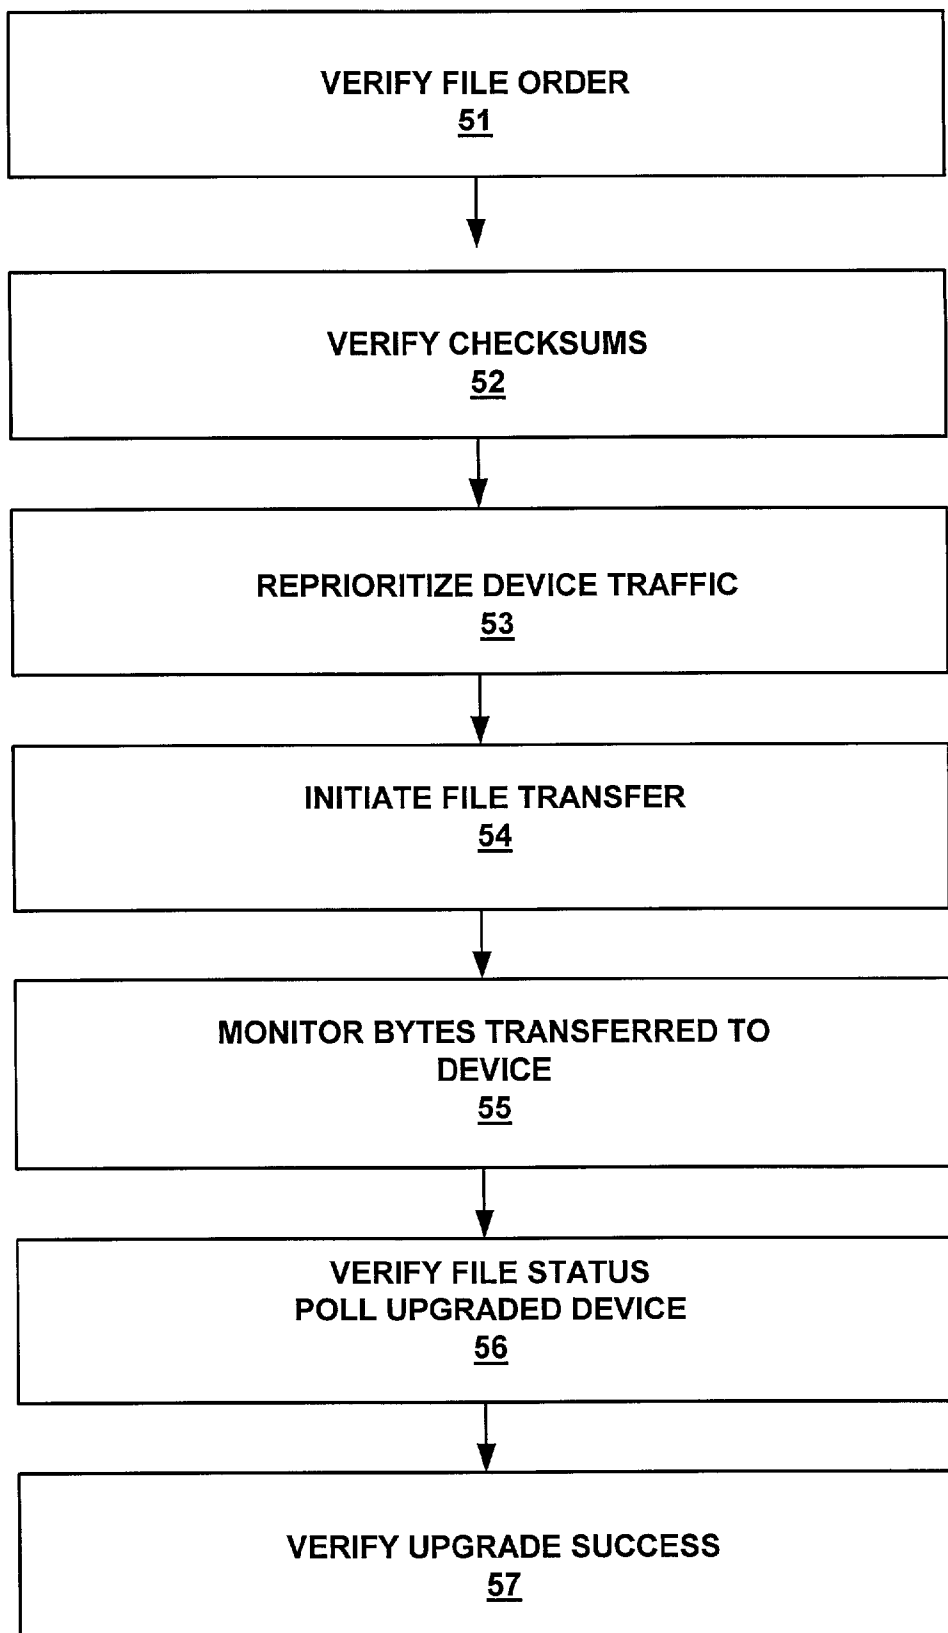 VERIFY FILE ORDER
51
VERIFY CHECKSUMS
52
REPRIORITIZE DEVICE TRAFFIC
53
INITIATE FILE TRANSFER
54
MONITOR BYTES TRANSFERRED TO
DEVICE
55
VERIFY FILE STATUS
POLL UPGRADED DEVICE
56
VERIFY UPGRADE SUCCESS
57